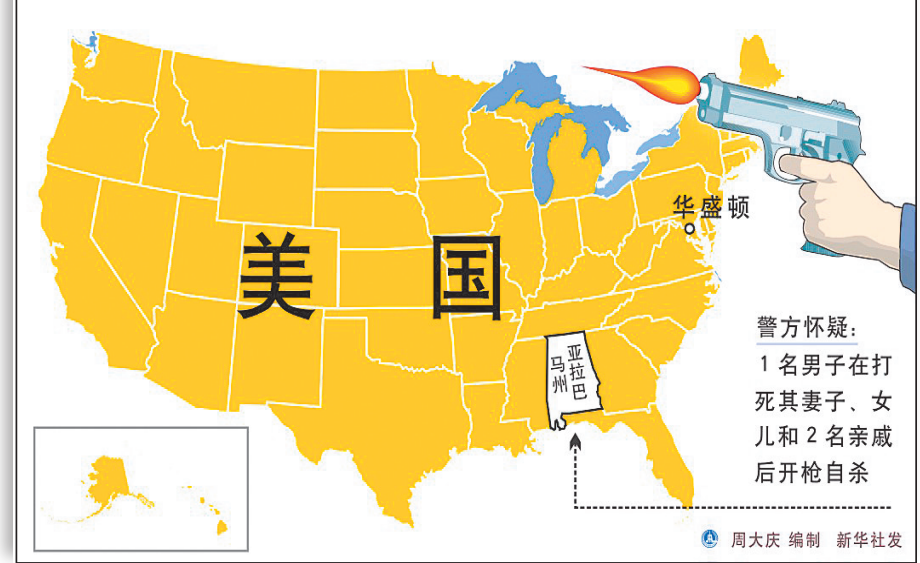 华盛顿
美国
亚拉巴
马州
警方怀疑：
1名男子在打
死其妻子、女
儿和2名亲戚
后开枪自杀
周大庆 编制 新华社发